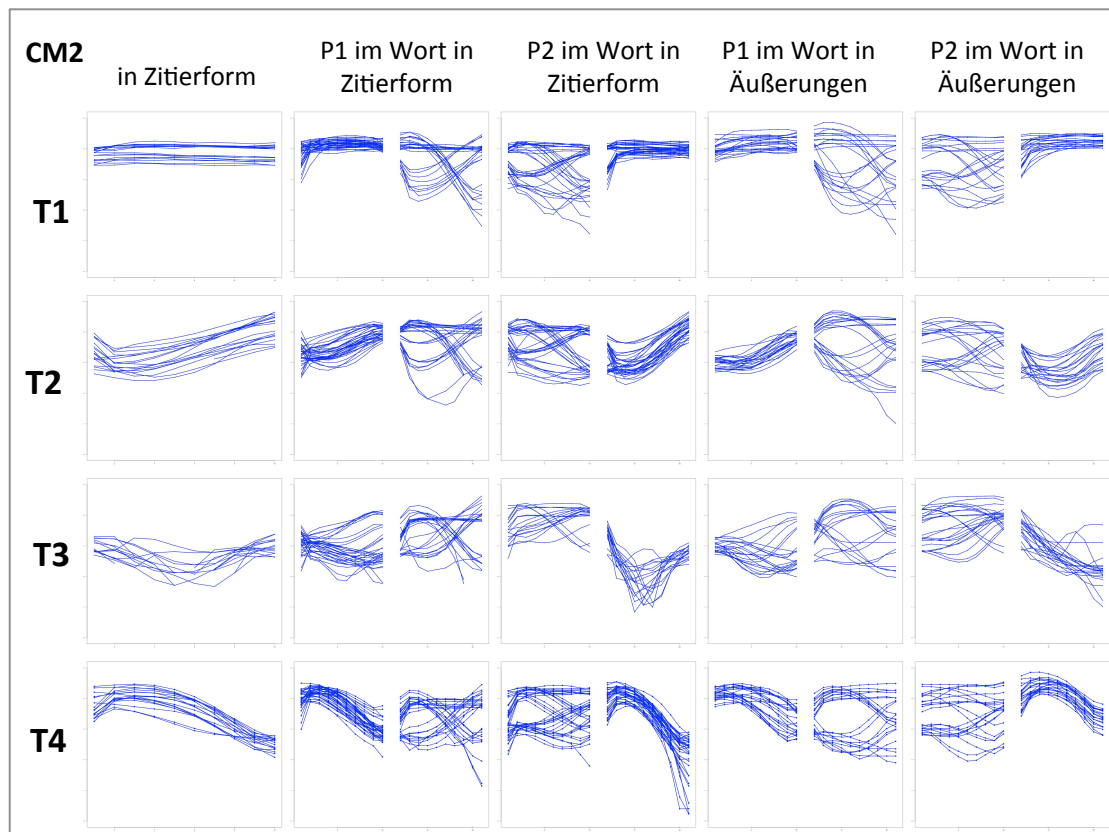 CM2
in Zitierform
P1 im Wort in
Zitierform
P2 im Wort in
Zitierform
P1 im Wort in
Äußerungen
P2 im Wort in
Äußerungen
T1
T2
T3
T4